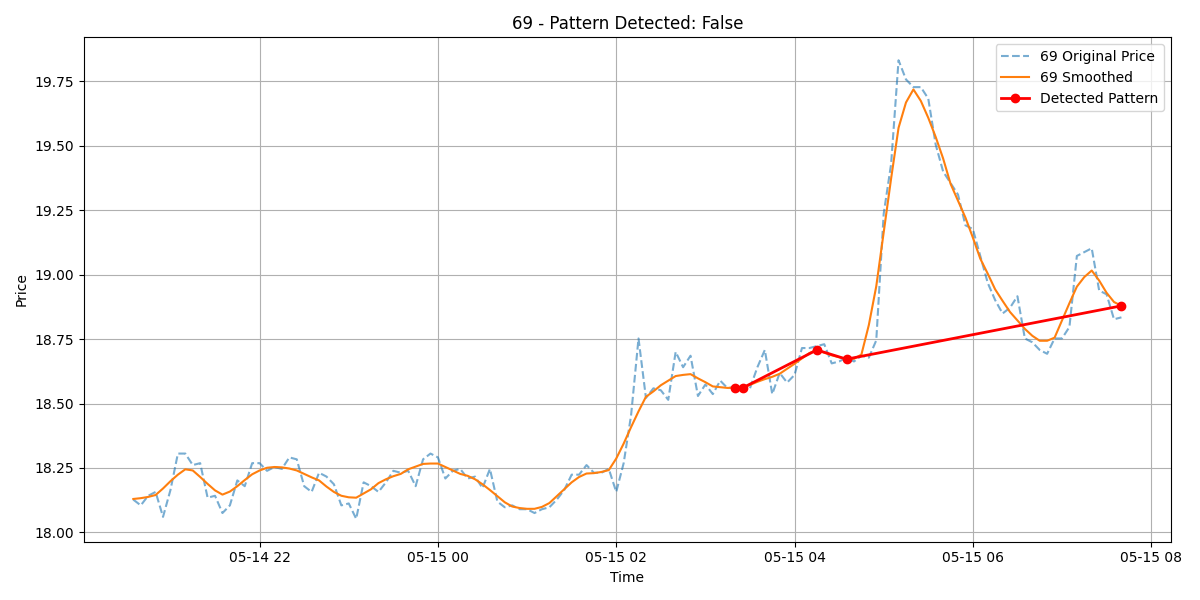 69 - Pattern Detected: False
69 Original Price
69 Smoothed
Detected Pattern
Price
19.75
19.50
19.25
19.00
18.75
18.50
18.25
18.00
05-14 22
05-15 00
05-15 02
05-15 04
05-15 06
05-15 08
Time